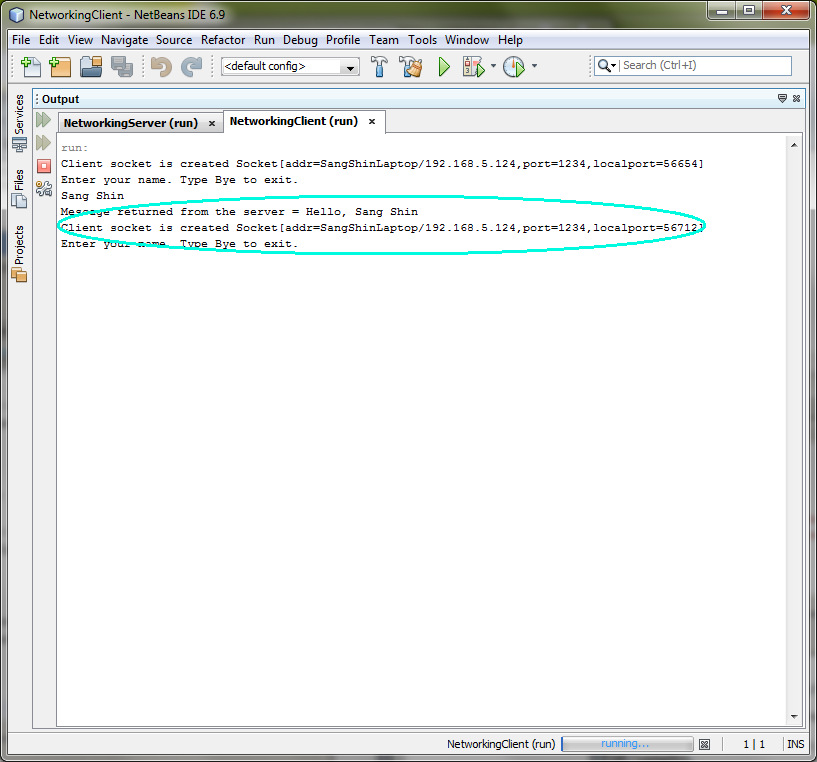 NetworkingClient - NetBeans IDE 6.9
File Edit View Navigate Source Refactor Run Debug Profile Team Tools Window Help
<default config>
Search (Ctrl+I)
Services
Files
Projects
Output
NetworkingServer (run) NetworkingClient (run)
run:
Client socket is created Socket[addr=SangShinLaptop/192.168.5.124,port=1234,localport=56654]
Enter your name. Type Bye to exit.
Sang Shin
Message returned from the server = Hello, Sang Shin
Client socket is created Socket[addr=SangShinLaptop/192.168.5.124,port=1234,localport=56712]
Enter your name. Type Bye to exit.
NetworkingClient (run) running... 1 | 1 INS